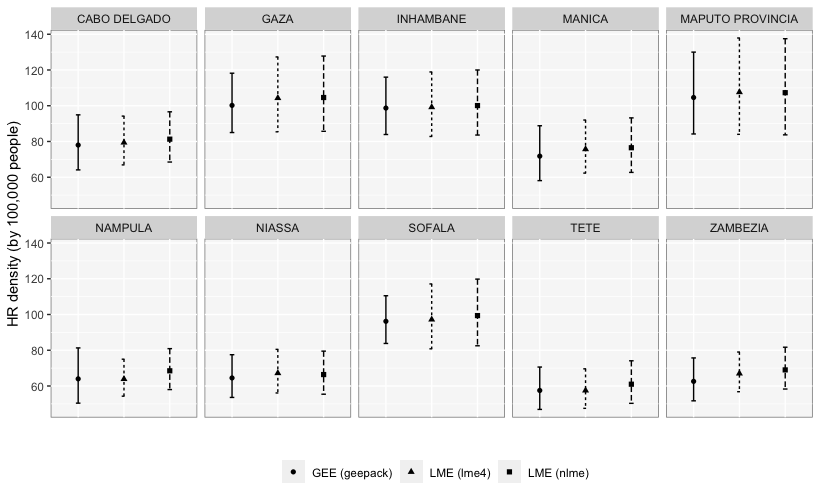 CABO DELGADO
GAZA
INHAMBANE
MANICA
MAPUTO PROVINCIA
140
120
100
80
60
NAMPULA
NIASSA
SOFALA
TETE
ZAMBEZIA
140
120
100
80
60
HR density (by 100,000 people)
GEE (geepack)
LME (lme4)
LME (nlme)